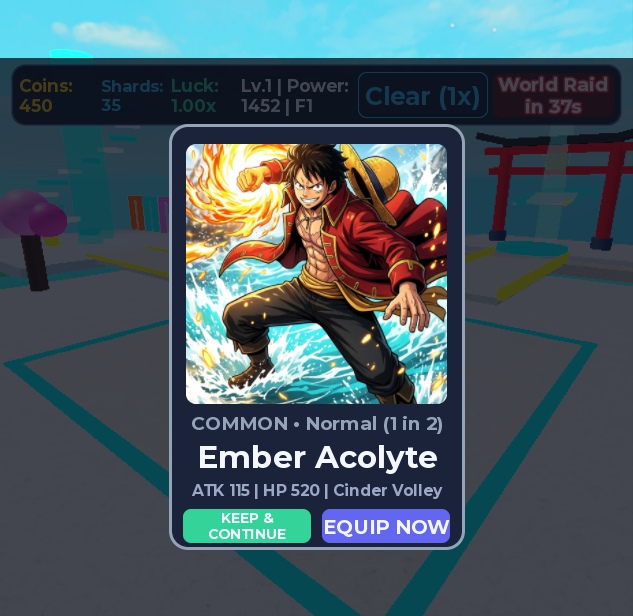 Coins:
450
Shards:
35
Luck:
1.00x
Lv.1 | Power:
1452 | F1
Clear (1x)
World Raid
in 37s
COMMON • Normal (1 in 2)
Ember Acolyte
ATK 115 | HP 520 | Cinder Volley
KEEP &
CONTINUE
EQUIP NOW